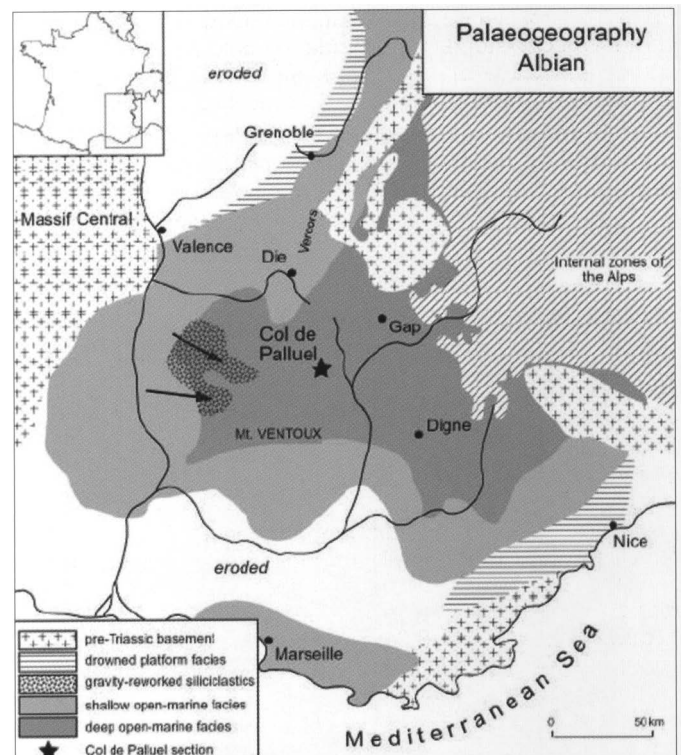 Palaeogeography
Albian
eroded
Grenoble
Massif Central
Valence
Vercors
Die
Internal zones of
the Alps
Gap
Col de
Palluel
Digne
Mt. VENTOUX
Nice
eroded
Marseille
Mediterranean Sea
pre-Triassic basement
drowned platform facies
gravity-reworked siliciclastics
shallow open-marine facies
deep open-marine facies
Col de Palluel section
0 50 km